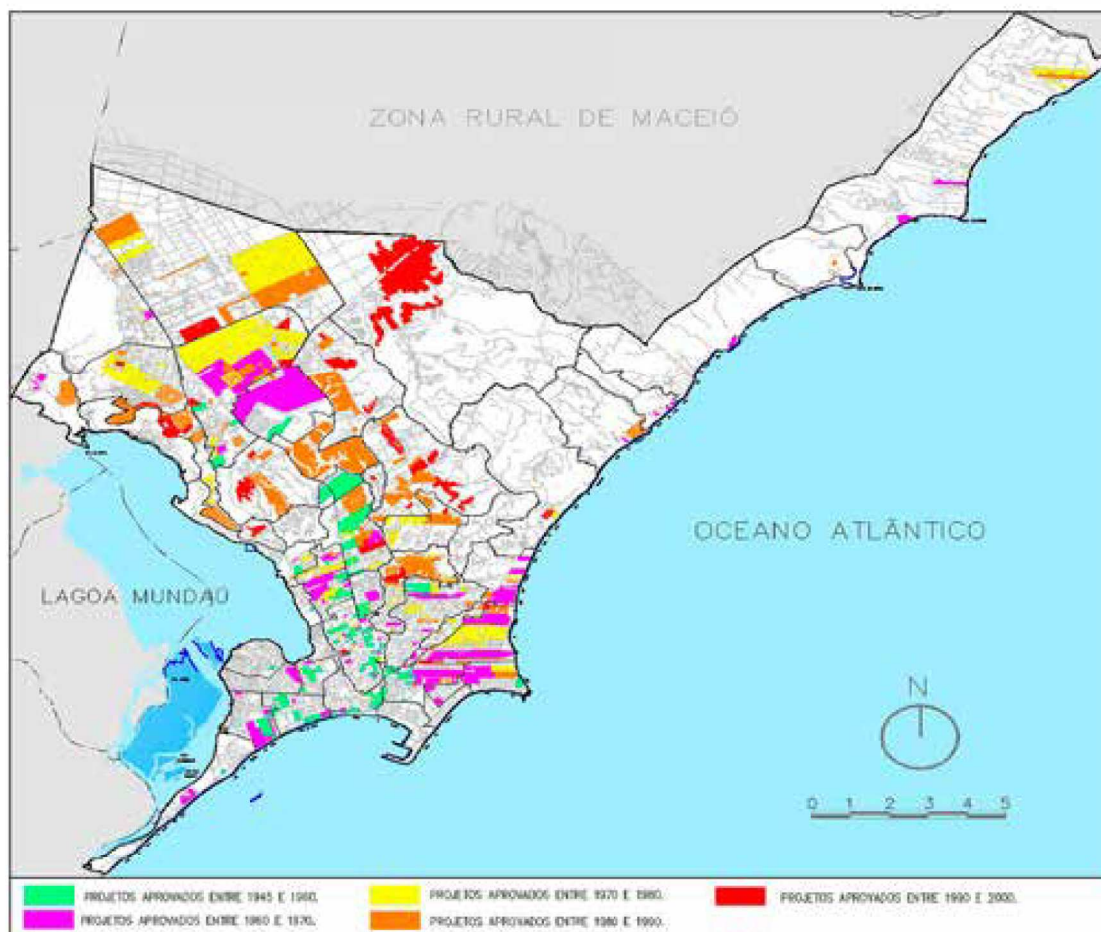 ZONA RURAL DE MACEIÓ
OCEANO ATLÂNTICO
LAGOA MUNDAÚ
N
0 1 2 3 4 5
PROJETOS APROVADOS ENTRE 1945 E 1960.
PROJETOS APROVADOS ENTRE 1960 E 1970.
PROJETOS APROVADOS ENTRE 1970 E 1980.
PROJETOS APROVADOS ENTRE 1980 E 1990.
PROJETOS APROVADOS ENTRE 1990 E 2000.